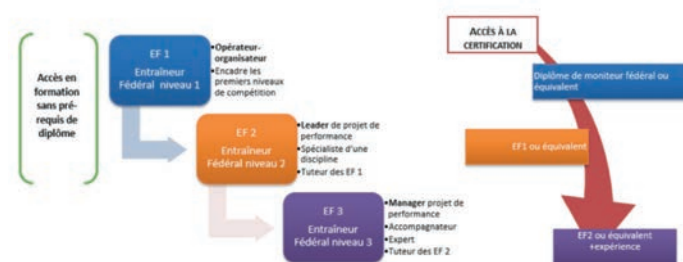 Accès en
formation
sans pré-
requis de
diplôme
EF 1
Entraîneur
Fédéral niveau 1
•Opérateur-
organisateur
•Encadre les
premiers niveaux
de compétition
EF 2
Entraîneur
Fédéral niveau 2
•Leader de projet de
performance
•Spécialiste d'une
discipline
•Tuteur des EF 1
EF 3
Entraîneur
Fédéral niveau 3
•Manager projet de
performance
•Accompagnateur
•Expert
•Tuteur des EF 2
ACCÈS À LA
CERTIFICATION
Diplôme de moniteur fédéral ou
équivalent
EF1 ou équivalent
EF2 ou équivalent
+expérience